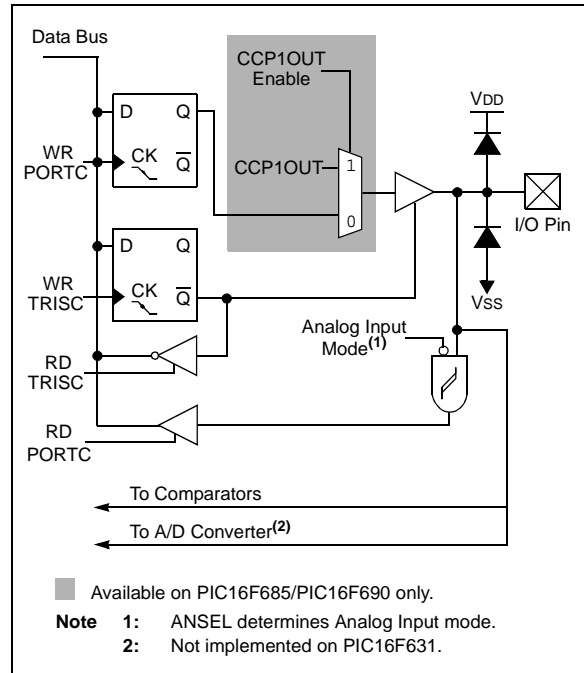 Data Bus
CCP1OUT
Enable
VDD
D Q
WR
PORTC
CK Q
CCP1OUT
1
0
I/O Pin
D Q
WR
TRISC
CK Q
VSS
Analog Input
Mode(1)
RD
TRISC
RD
PORTC
To Comparators
To A/D Converter(2)
Available on PIC16F685/PIC16F690 only.
Note 1: ANSEL determines Analog Input mode.
2: Not implemented on PIC16F631.